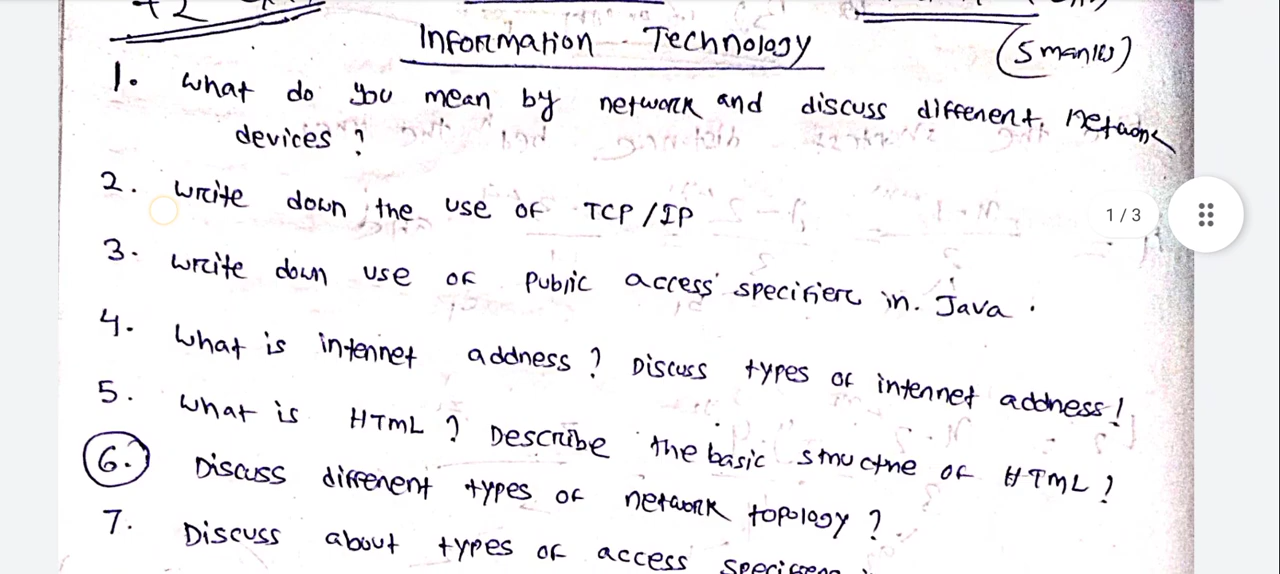 +2
Information Technology
(5 marks)
1. What do you mean by network and discuss different network
devices ?
2. Write down the use of TCP/IP
1 / 3
3. Write down use of Public access specifier in Java.
4. What is internet address ? Discuss types of internet address !
5. What is HTML ? Describe the basic structure of HTML ?
6. Discuss different types of network topology ?
7. Discuss about types of access